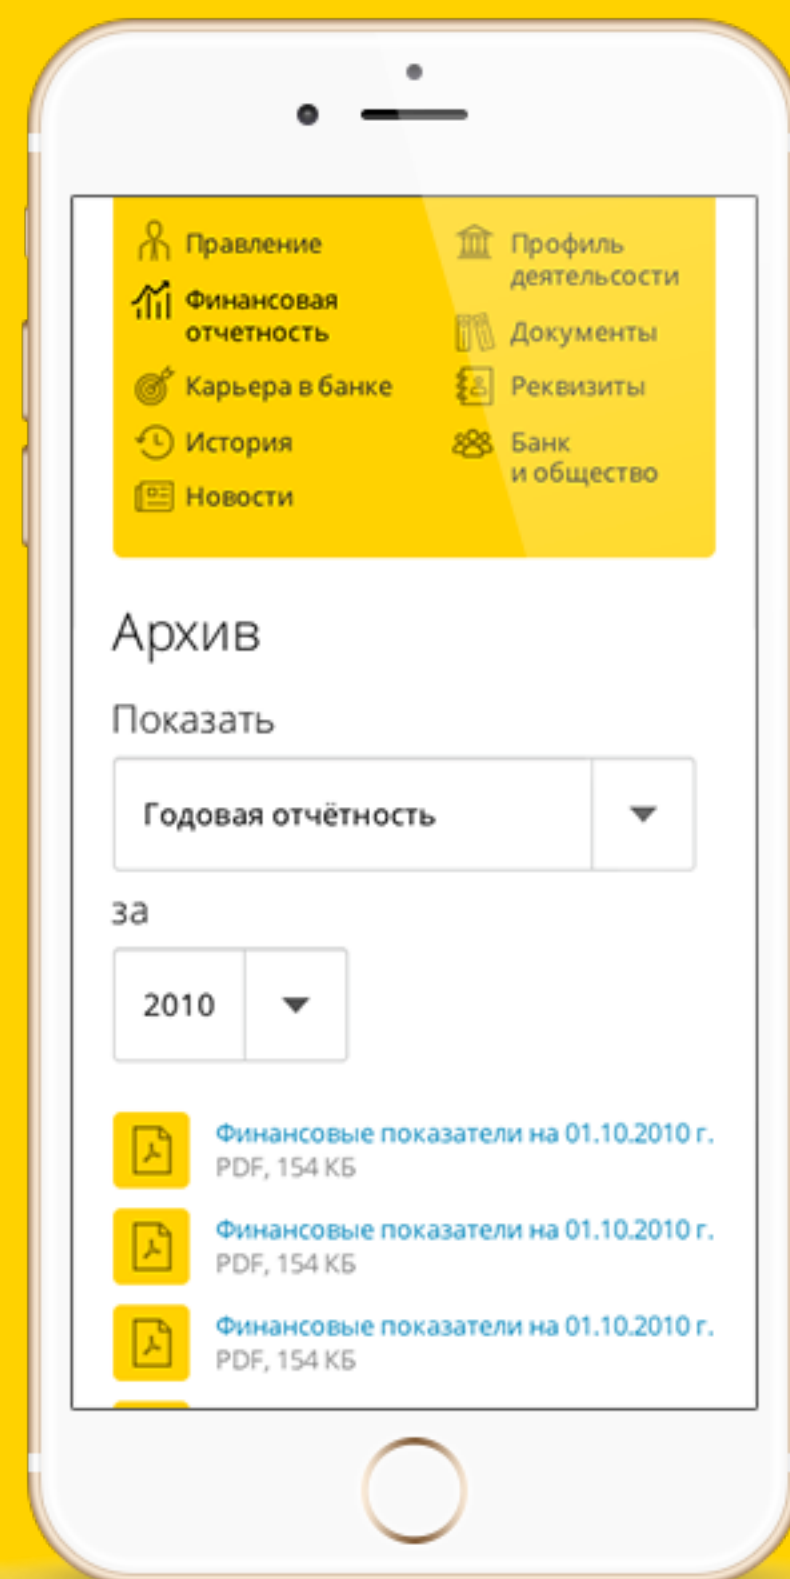 Правление
Финансовая
отчетность
Карьера в банке
История
Новости
Профиль
деятельсости
Документы
Реквизиты
Банк
и общество
Архив
Показать
Годовая отчётность
за
2010
Финансовые показатели на 01.10.2010 г.
PDF, 154 КБ
Финансовые показатели на 01.10.2010 г.
PDF, 154 КБ
Финансовые показатели на 01.10.2010 г.
PDF, 154 КБ